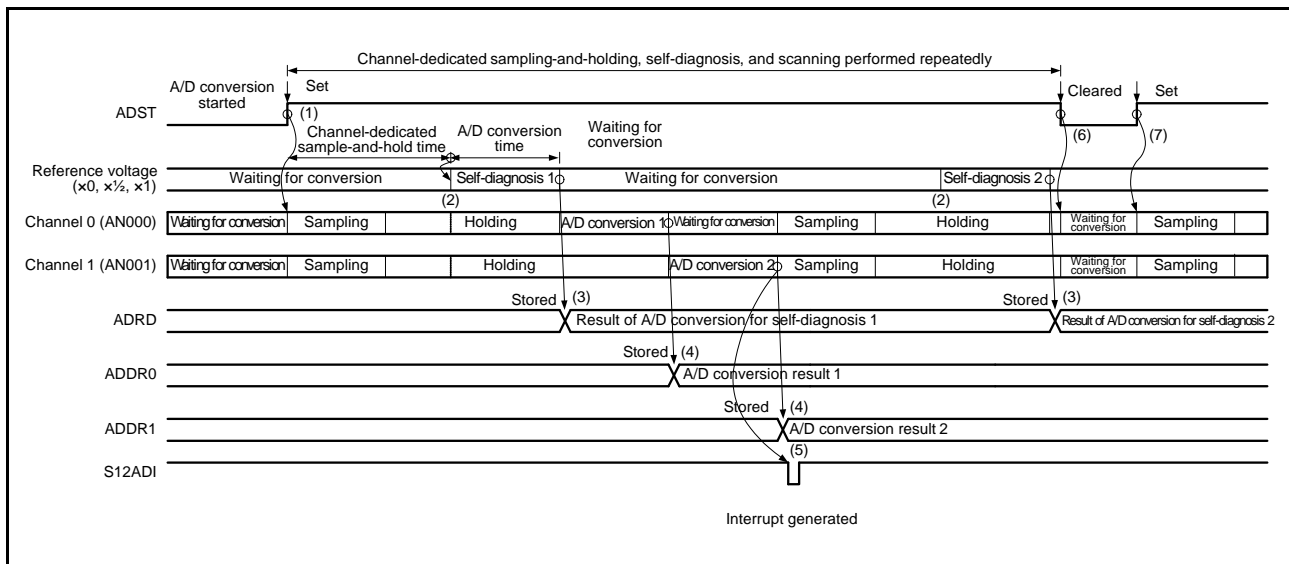 Channel-dedicated sampling-and-holding, self-diagnosis, and scanning performed repeatedly
A/D conversion started
Set
Cleared
Set
ADST
(1)
(6)
(7)
Channel-dedicated sample-and-hold time
A/D conversion time
Waiting for conversion
Reference voltage (×0, ×½, ×1)
Waiting for conversion
Self-diagnosis 1
Waiting for conversion
Self-diagnosis 2
(2)
(2)
Channel 0 (AN000)
Waiting for conversion
Sampling
Holding
A/D conversion 1
Waiting for conversion
Sampling
Holding
Waiting for conversion
Sampling
Channel 1 (AN001)
Waiting for conversion
Sampling
Holding
A/D conversion 2
Sampling
Holding
Waiting for conversion
Sampling
Stored
(3)
Stored
(3)
ADRD
Result of A/D conversion for self-diagnosis 1
Result of A/D conversion for self-diagnosis 2
Stored
(4)
ADDR0
A/D conversion result 1
Stored
(4)
ADDR1
A/D conversion result 2
(5)
S12ADI
Interrupt generated